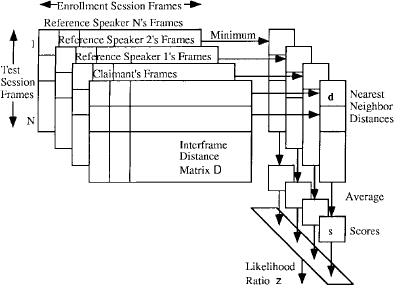 Enrollment Session Frames
Reference Speaker N's Frames
1
Reference Speaker 2's Frames
Minimum
Reference Speaker 1's Frames
Test
Session
Frames
Claimant's Frames
N
d
Nearest
Neighbor
Distances
Interframe
Distance
Matrix D
Average
s
Scores
Likelihood
Ratio z